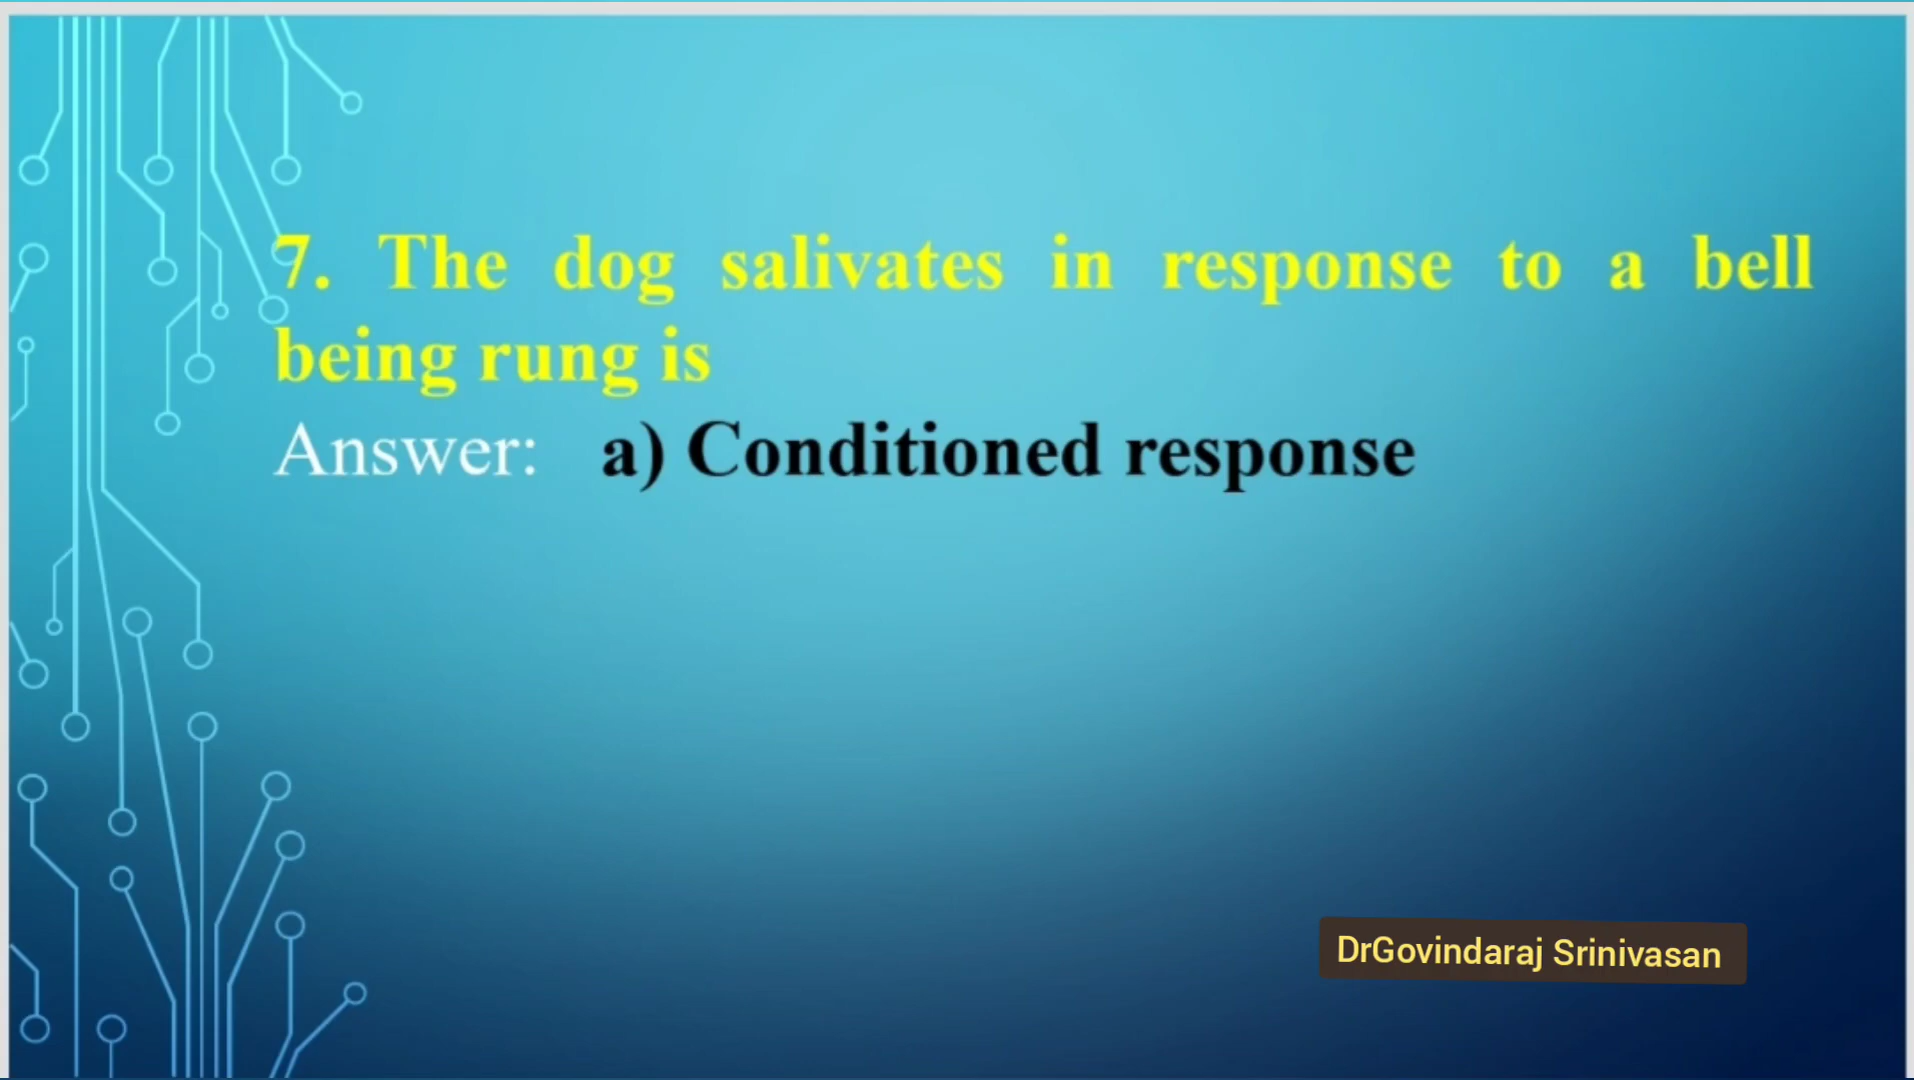 7. The dog salivates in response to a bell
being rung is
Answer: a) Conditioned response
DrGovindaraj Srinivasan